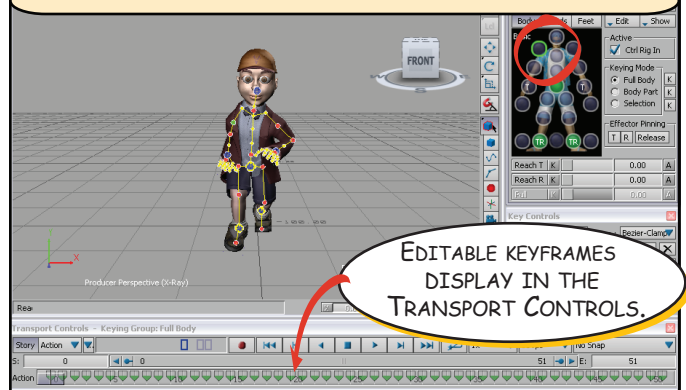 Feet
Edit
Show
Basic
Active
Ctrl Rig In
FRONT
Keying Mode
Full Body K
Body Part K
Selection K
T
T
Effector Pinning
T R Release
TR
TR
Reach T K 0.00 A
Reach R K 0.00 A
0.00 A
Key Controls
Bezier-Clamp
EDITABLE KEYFRAMES
DISPLAY IN THE
TRANSPORT CONTROLS.
X
Producer Perspective (X-Ray)
Transport Controls - Keying Group: Full Body
Story Action
No Snap
S: 0 0 51 E: 51
Action